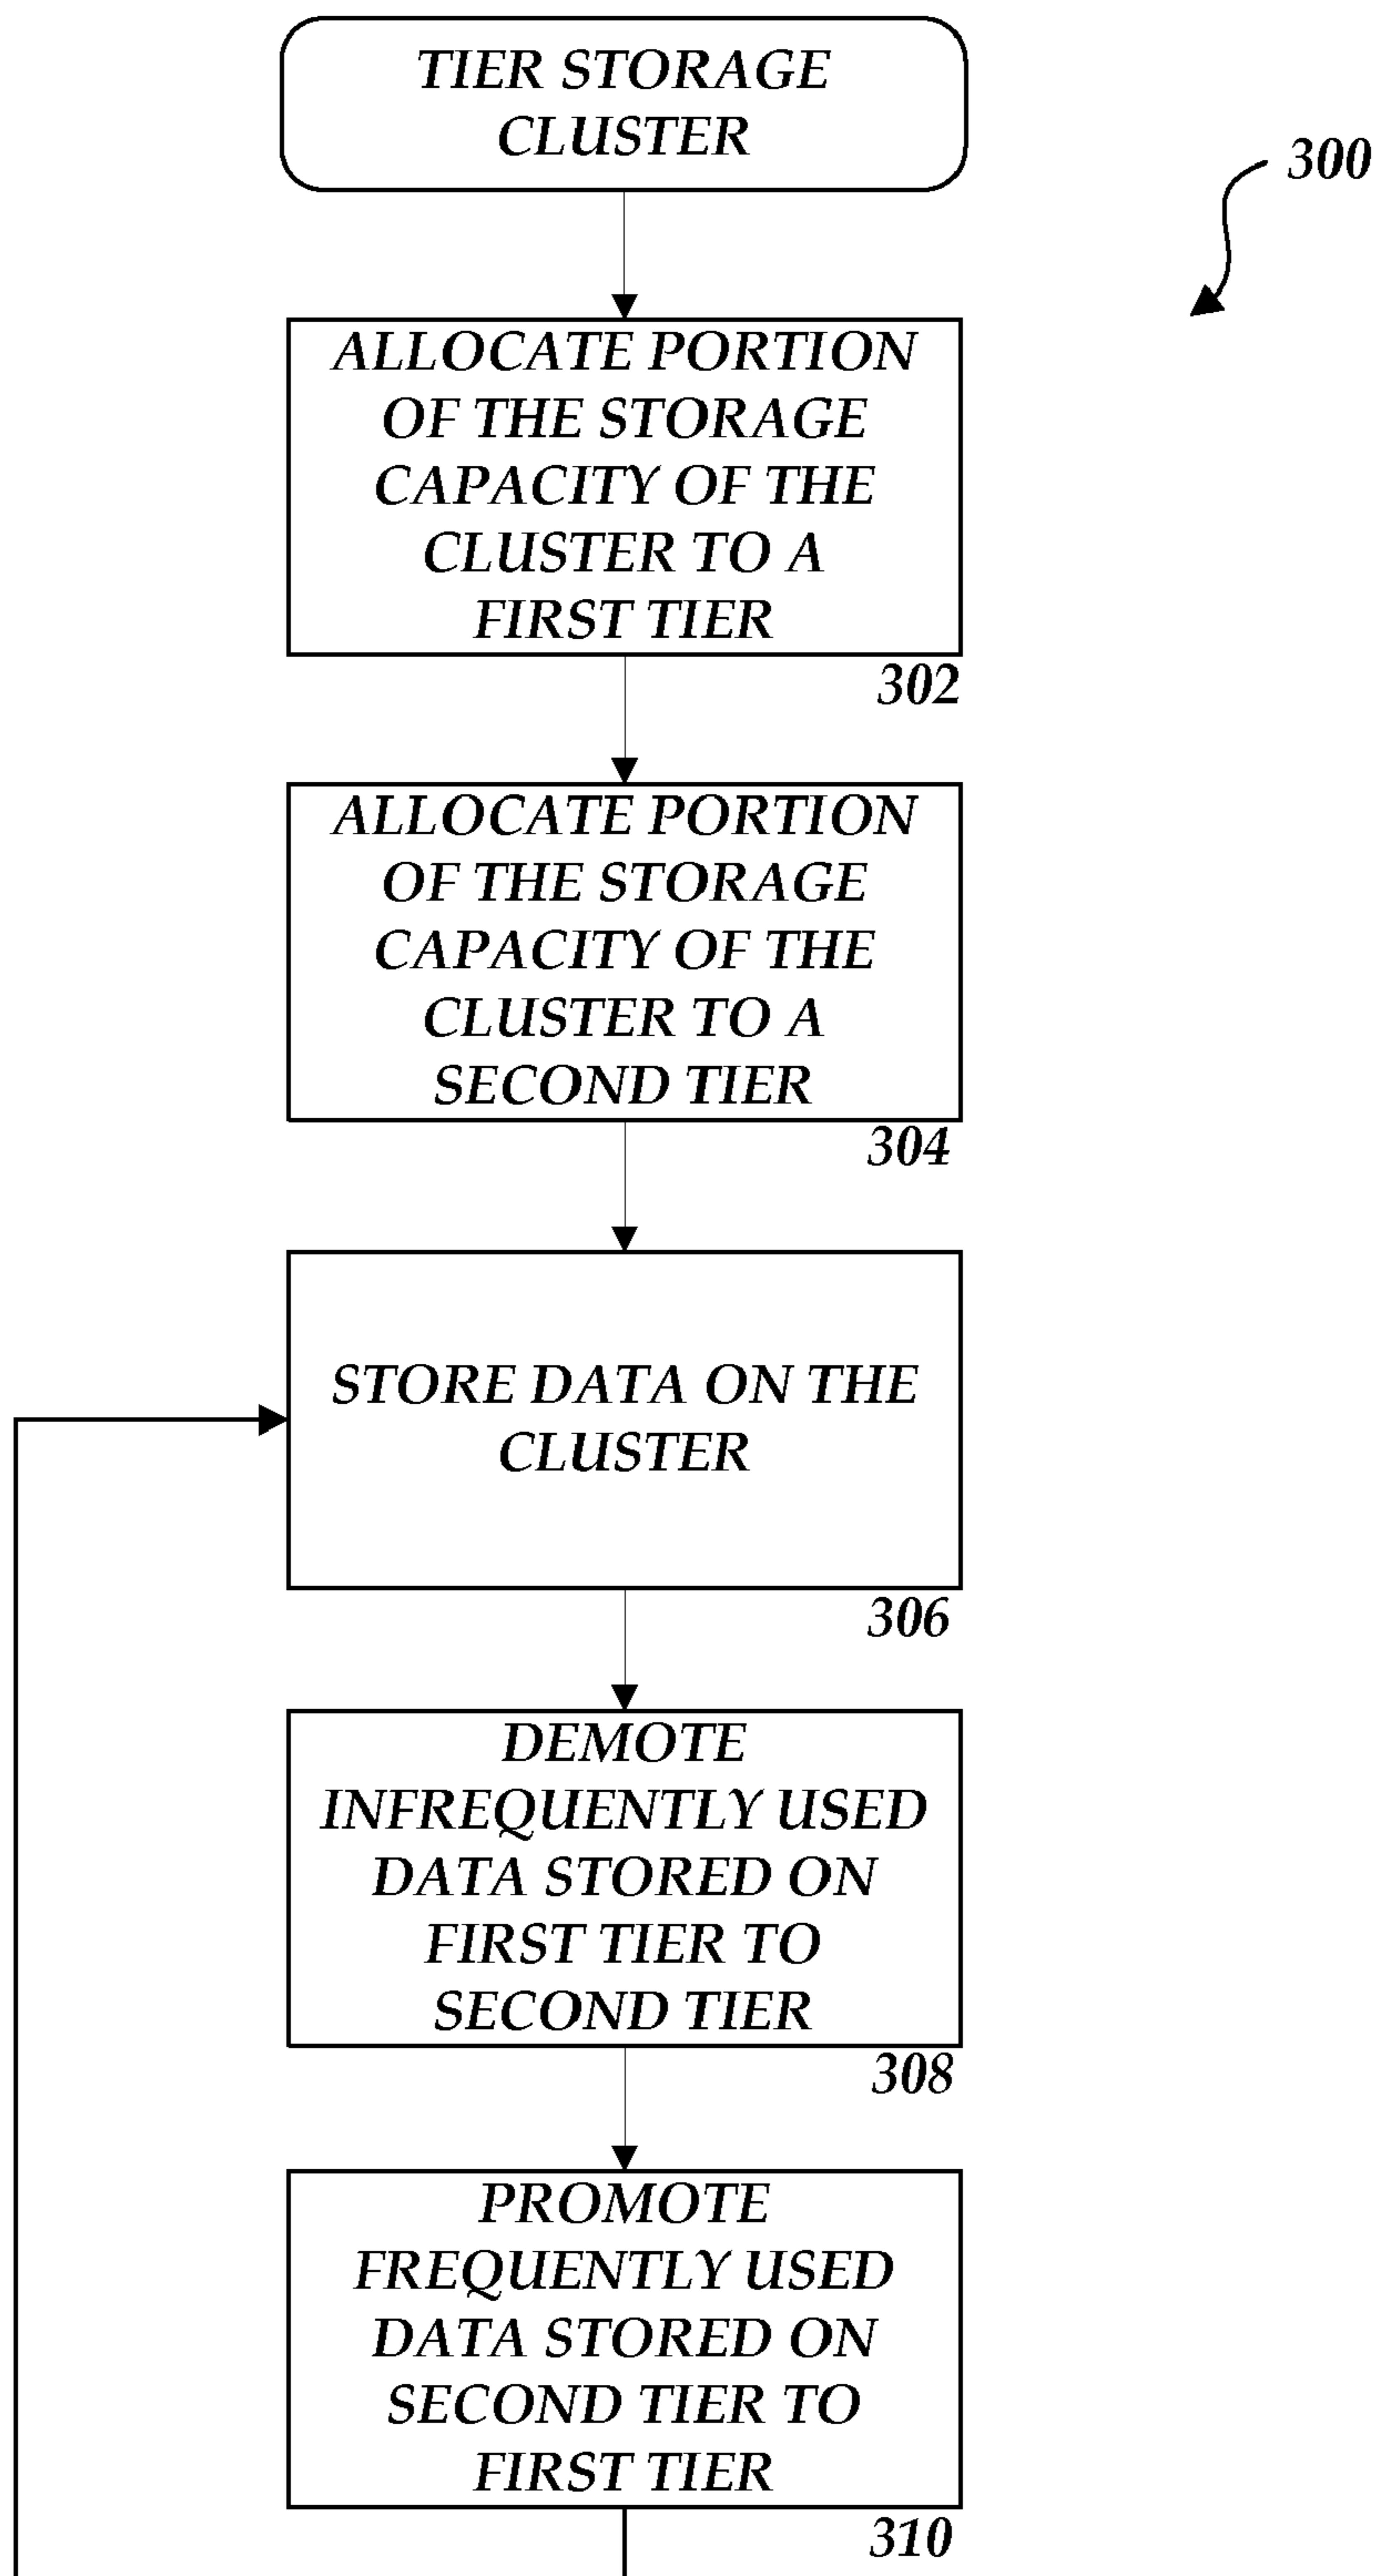 TIER STORAGE
CLUSTER
300
ALLOCATE PORTION
OF THE STORAGE
CAPACITY OF THE
CLUSTER TO A
FIRST TIER
302
ALLOCATE PORTION
OF THE STORAGE
CAPACITY OF THE
CLUSTER TO A
SECOND TIER
304
STORE DATA ON THE
CLUSTER
306
DEMOTE
INFREQUENTLY USED
DATA STORED ON
FIRST TIER TO
SECOND TIER
308
PROMOTE
FREQUENTLY USED
DATA STORED ON
SECOND TIER TO
FIRST TIER
310